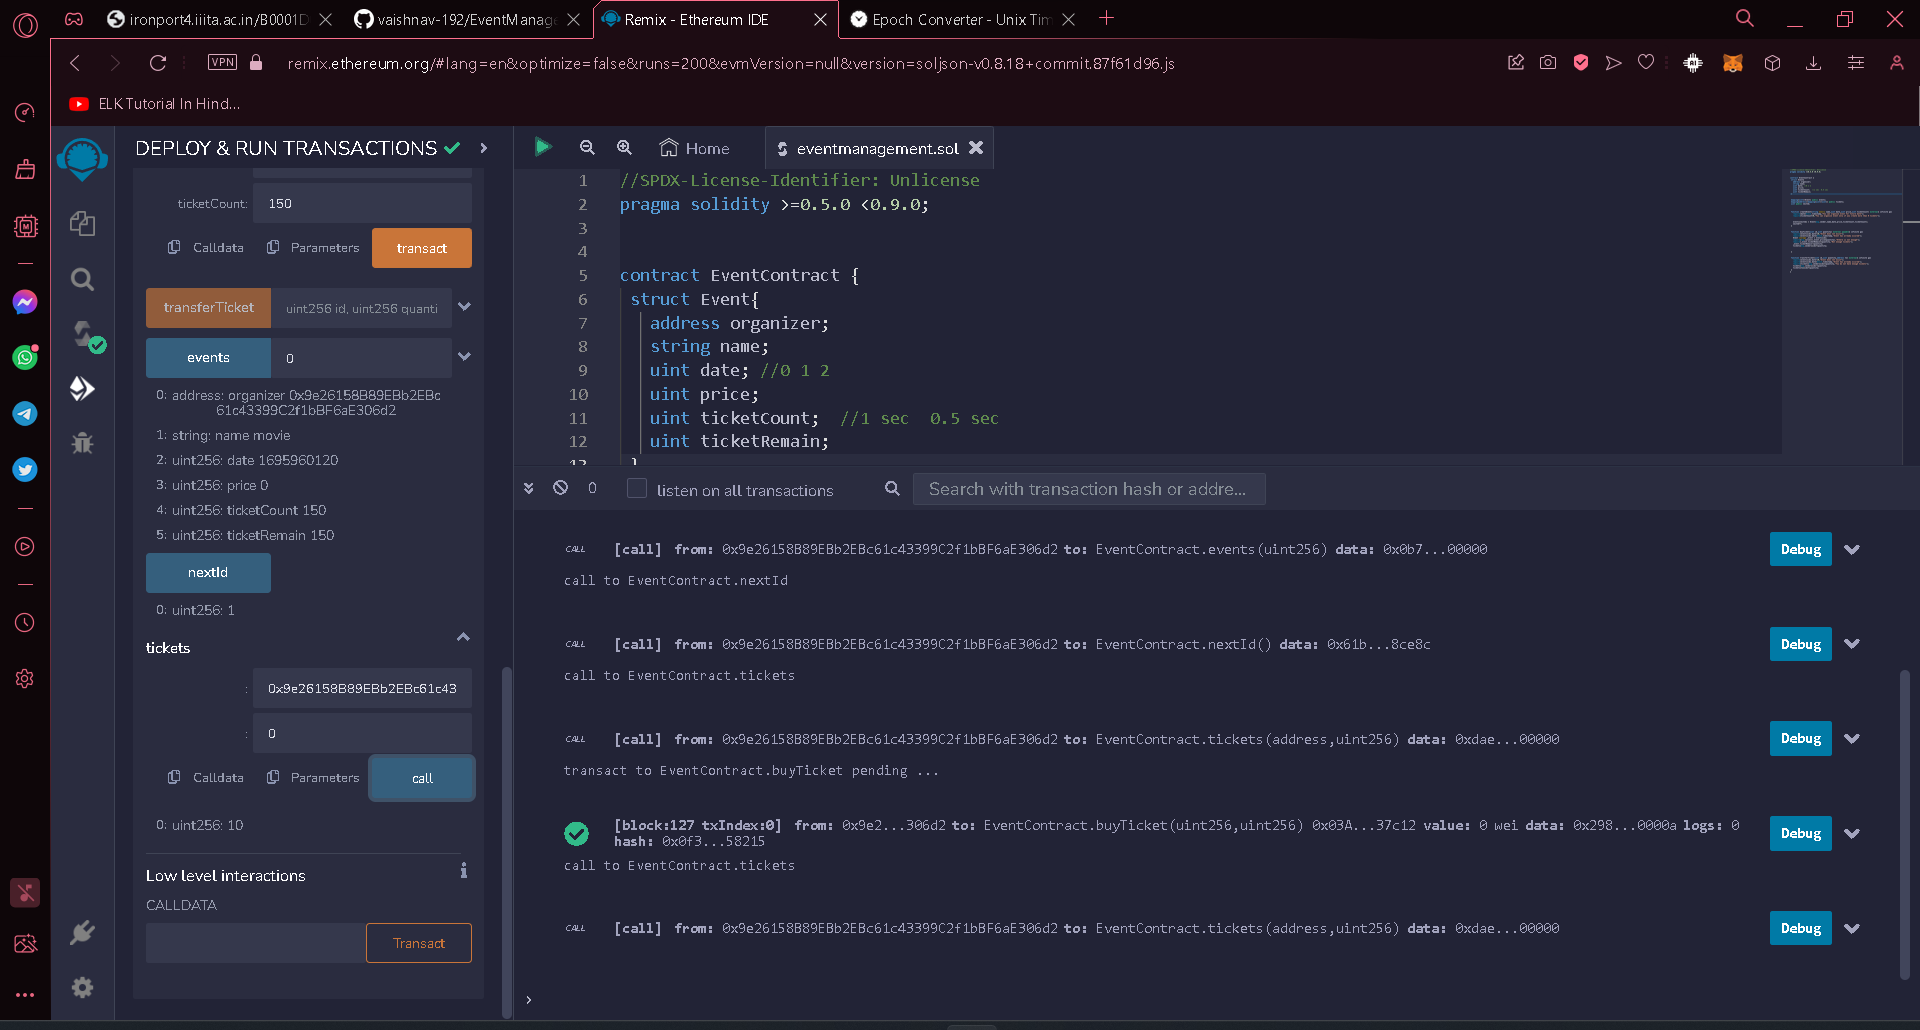 ironport4.iiita.ac.in/B0001D
vaishnav-192/EventManage
Remix - Ethereum IDE
Epoch Converter - Unix Tim
VPN
remix.ethereum.org/#lang=en&optimize=false&runs=200&evmVersion=null&version=soljson-v0.8.18+commit.87f61d96.js
ELK Tutorial In Hind...
DEPLOY & RUN TRANSACTIONS
ticketCount: 150
Calldata Parameters transact
transferTicket uint256 id, uint256 quanti
events 0
0: address: organizer 0x9e26158B89EBb2EBc
61c43399C2f1bBF6aE306d2
1: string: name movie
2: uint256: date 1695960120
3: uint256: price 0
4: uint256: ticketCount 150
5: uint256: ticketRemain 150
nextId
0: uint256: 1
tickets
: 0x9e26158B89EBb2EBc61c43
: 0
Calldata Parameters call
0: uint256: 10
Low level interactions
CALLDATA
Transact
Home
eventmanagement.sol
1 //SPDX-License-Identifier: Unlicense
2 pragma solidity >=0.5.0 <0.9.0;
3
4
5 contract EventContract {
6 struct Event{
7 address organizer;
8 string name;
9 uint date; //0 1 2
10 uint price;
11 uint ticketCount; //1 sec 0.5 sec
12 uint ticketRemain;
13 }
0 listen on all transactions Search with transaction hash or addre...
CALL [call] from: 0x9e26158B89EBb2EBc61c43399C2f1bBF6aE306d2 to: EventContract.events(uint256) data: 0x0b7...00000 Debug
call to EventContract.nextId
CALL [call] from: 0x9e26158B89EBb2EBc61c43399C2f1bBF6aE306d2 to: EventContract.nextId() data: 0x61b...8ce8c Debug
call to EventContract.tickets
CALL [call] from: 0x9e26158B89EBb2EBc61c43399C2f1bBF6aE306d2 to: EventContract.tickets(address,uint256) data: 0xdae...00000 Debug
transact to EventContract.buyTicket pending ...
[block:127 txIndex:0] from: 0x9e2...306d2 to: EventContract.buyTicket(uint256,uint256) 0x03A...37c12 value: 0 wei data: 0x298...0000a logs: 0 Debug
hash: 0x0f3...58215
call to EventContract.tickets
CALL [call] from: 0x9e26158B89EBb2EBc61c43399C2f1bBF6aE306d2 to: EventContract.tickets(address,uint256) data: 0xdae...00000 Debug
>